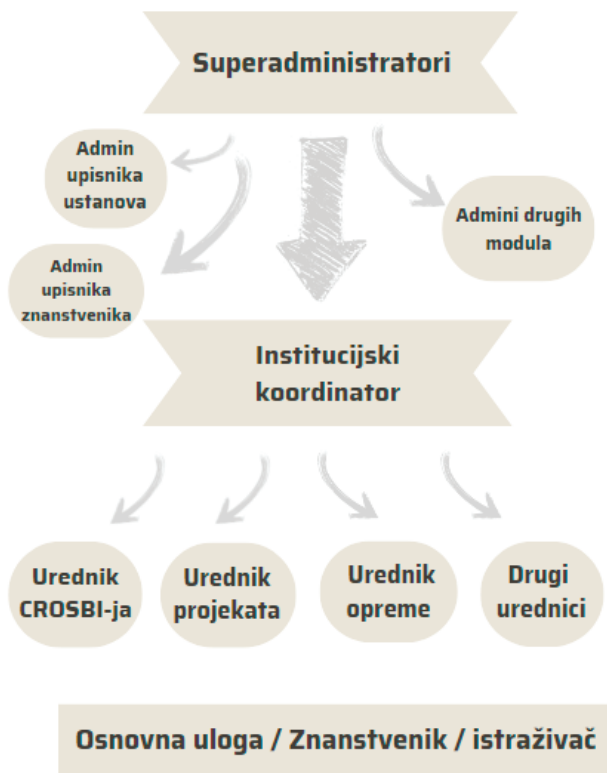 Superadministratori
Admin
upisnika
ustanova
Admini drugih
modula
Admin
upisnika
znanstvenika
Institucijski
koordinator
Urednik
CROSBI-ja
Urednik
projekata
Urednik
opreme
Drugi
urednici
Osnovna uloga / Znanstvenik / istraživač